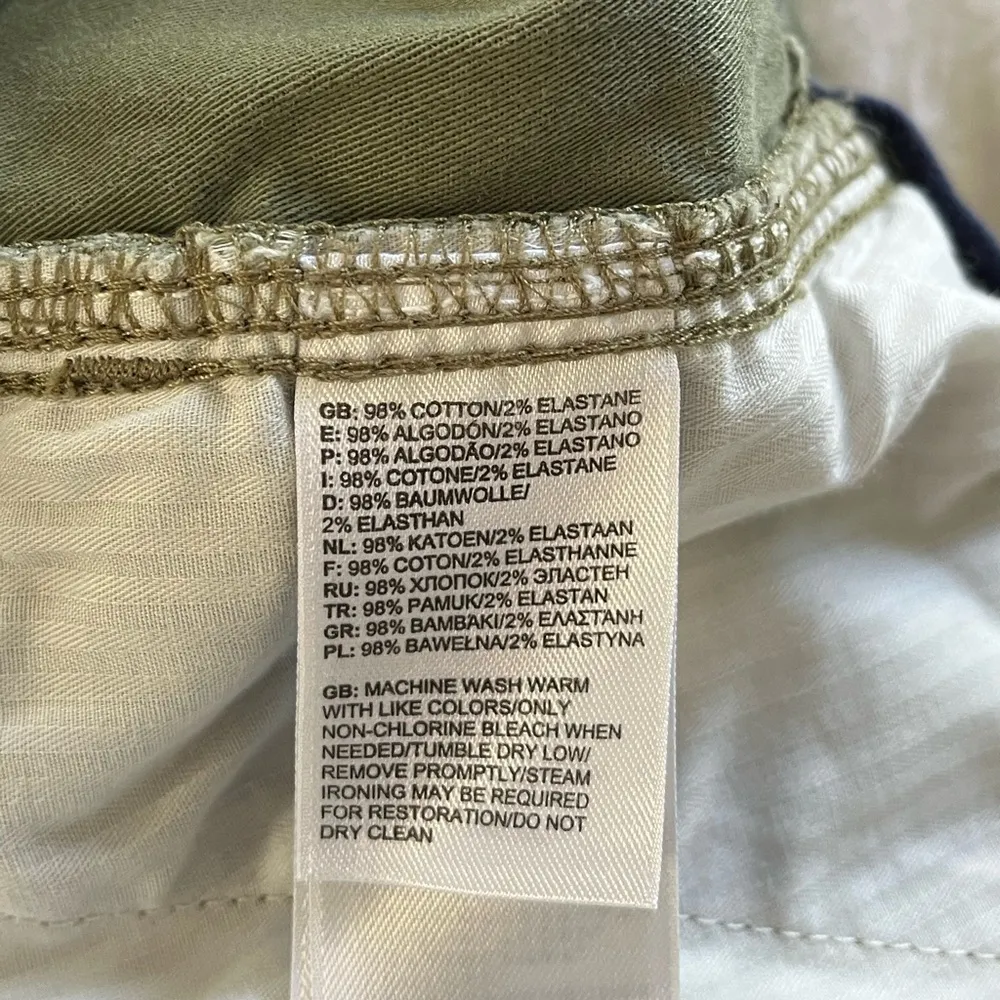 GB: 98% COTTON/2% ELASTANE
E: 98% ALGODÓN/2% ELASTANO
P: 98% ALGODÃO/2% ELASTANO
I: 98% COTONE/2% ELASTANE
D: 98% BAUMWOLLE/
2% ELASTHAN
NL: 98% KATOEN/2% ELASTAAN
F: 98% COTON/2% ELASTHANNE
RU: 98% ХЛОПОК/2% ЭЛАСТЕН
TR: 98% PAMUK/2% ELASTAN
GR: 98% ΒΑΜΒΆΚΙ/2% ΕΛΑΣΤΆΝΗ
PL: 98% BAWEŁNA/2% ELASTYNA
GB: MACHINE WASH WARM
WITH LIKE COLORS/ONLY
NON-CHLORINE BLEACH WHEN
NEEDED/TUMBLE DRY LOW/
REMOVE PROMPTLY/STEAM
IRONING MAY BE REQUIRED
FOR RESTORATION/DO NOT
DRY CLEAN